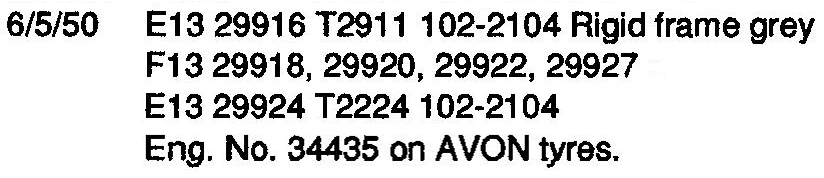 6/5/50 E13 29916 T2911 102-2104 Rigid frame grey
F13 29918, 29920, 29922, 29927
E13 29924 T2224 102-2104
Eng. No. 34435 on AVON tyres.